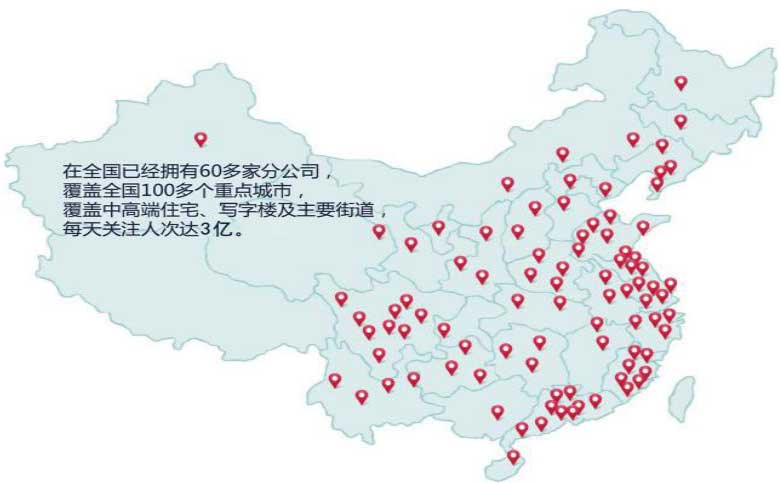 在全国已经拥有60多家分公司，
覆盖全国100多个重点城市，
覆盖中高端住宅、写字楼及主要街道，
每天关注人次达3亿。